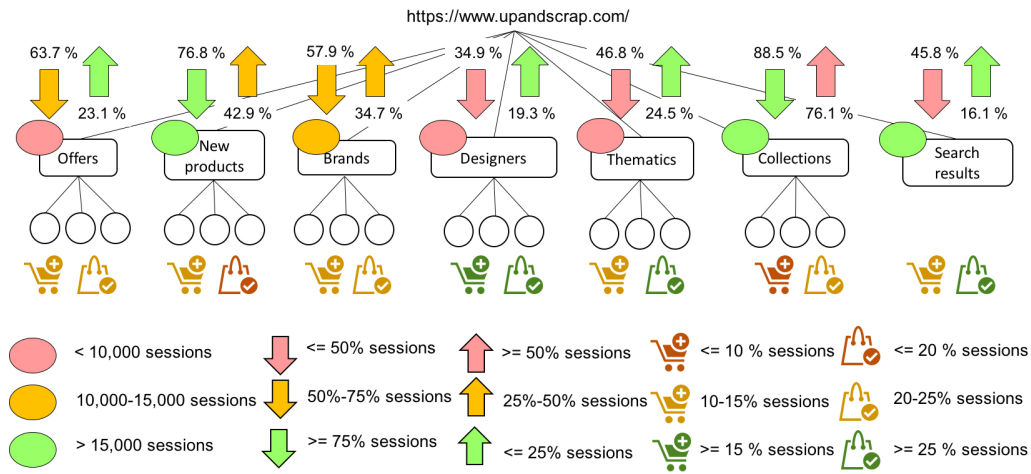 https://www.upandscrap.com/
63.7 % 76.8 % 57.9 % 34.9 % 46.8 % 88.5 % 45.8 %
23.1 % 42.9 % 34.7 % 19.3 % 24.5 % 76.1 % 16.1 %
Offers
New
products
Brands
Designers
Thematics
Collections
Search
results
< 10,000 sessions <= 50% sessions >= 50% sessions <= 10 % sessions <= 20 % sessions
10,000-15,000 sessions 50%-75% sessions 25%-50% sessions 10-15% sessions 20-25% sessions
> 15,000 sessions >= 75% sessions <= 25% sessions >= 15 % sessions >= 25 % sessions